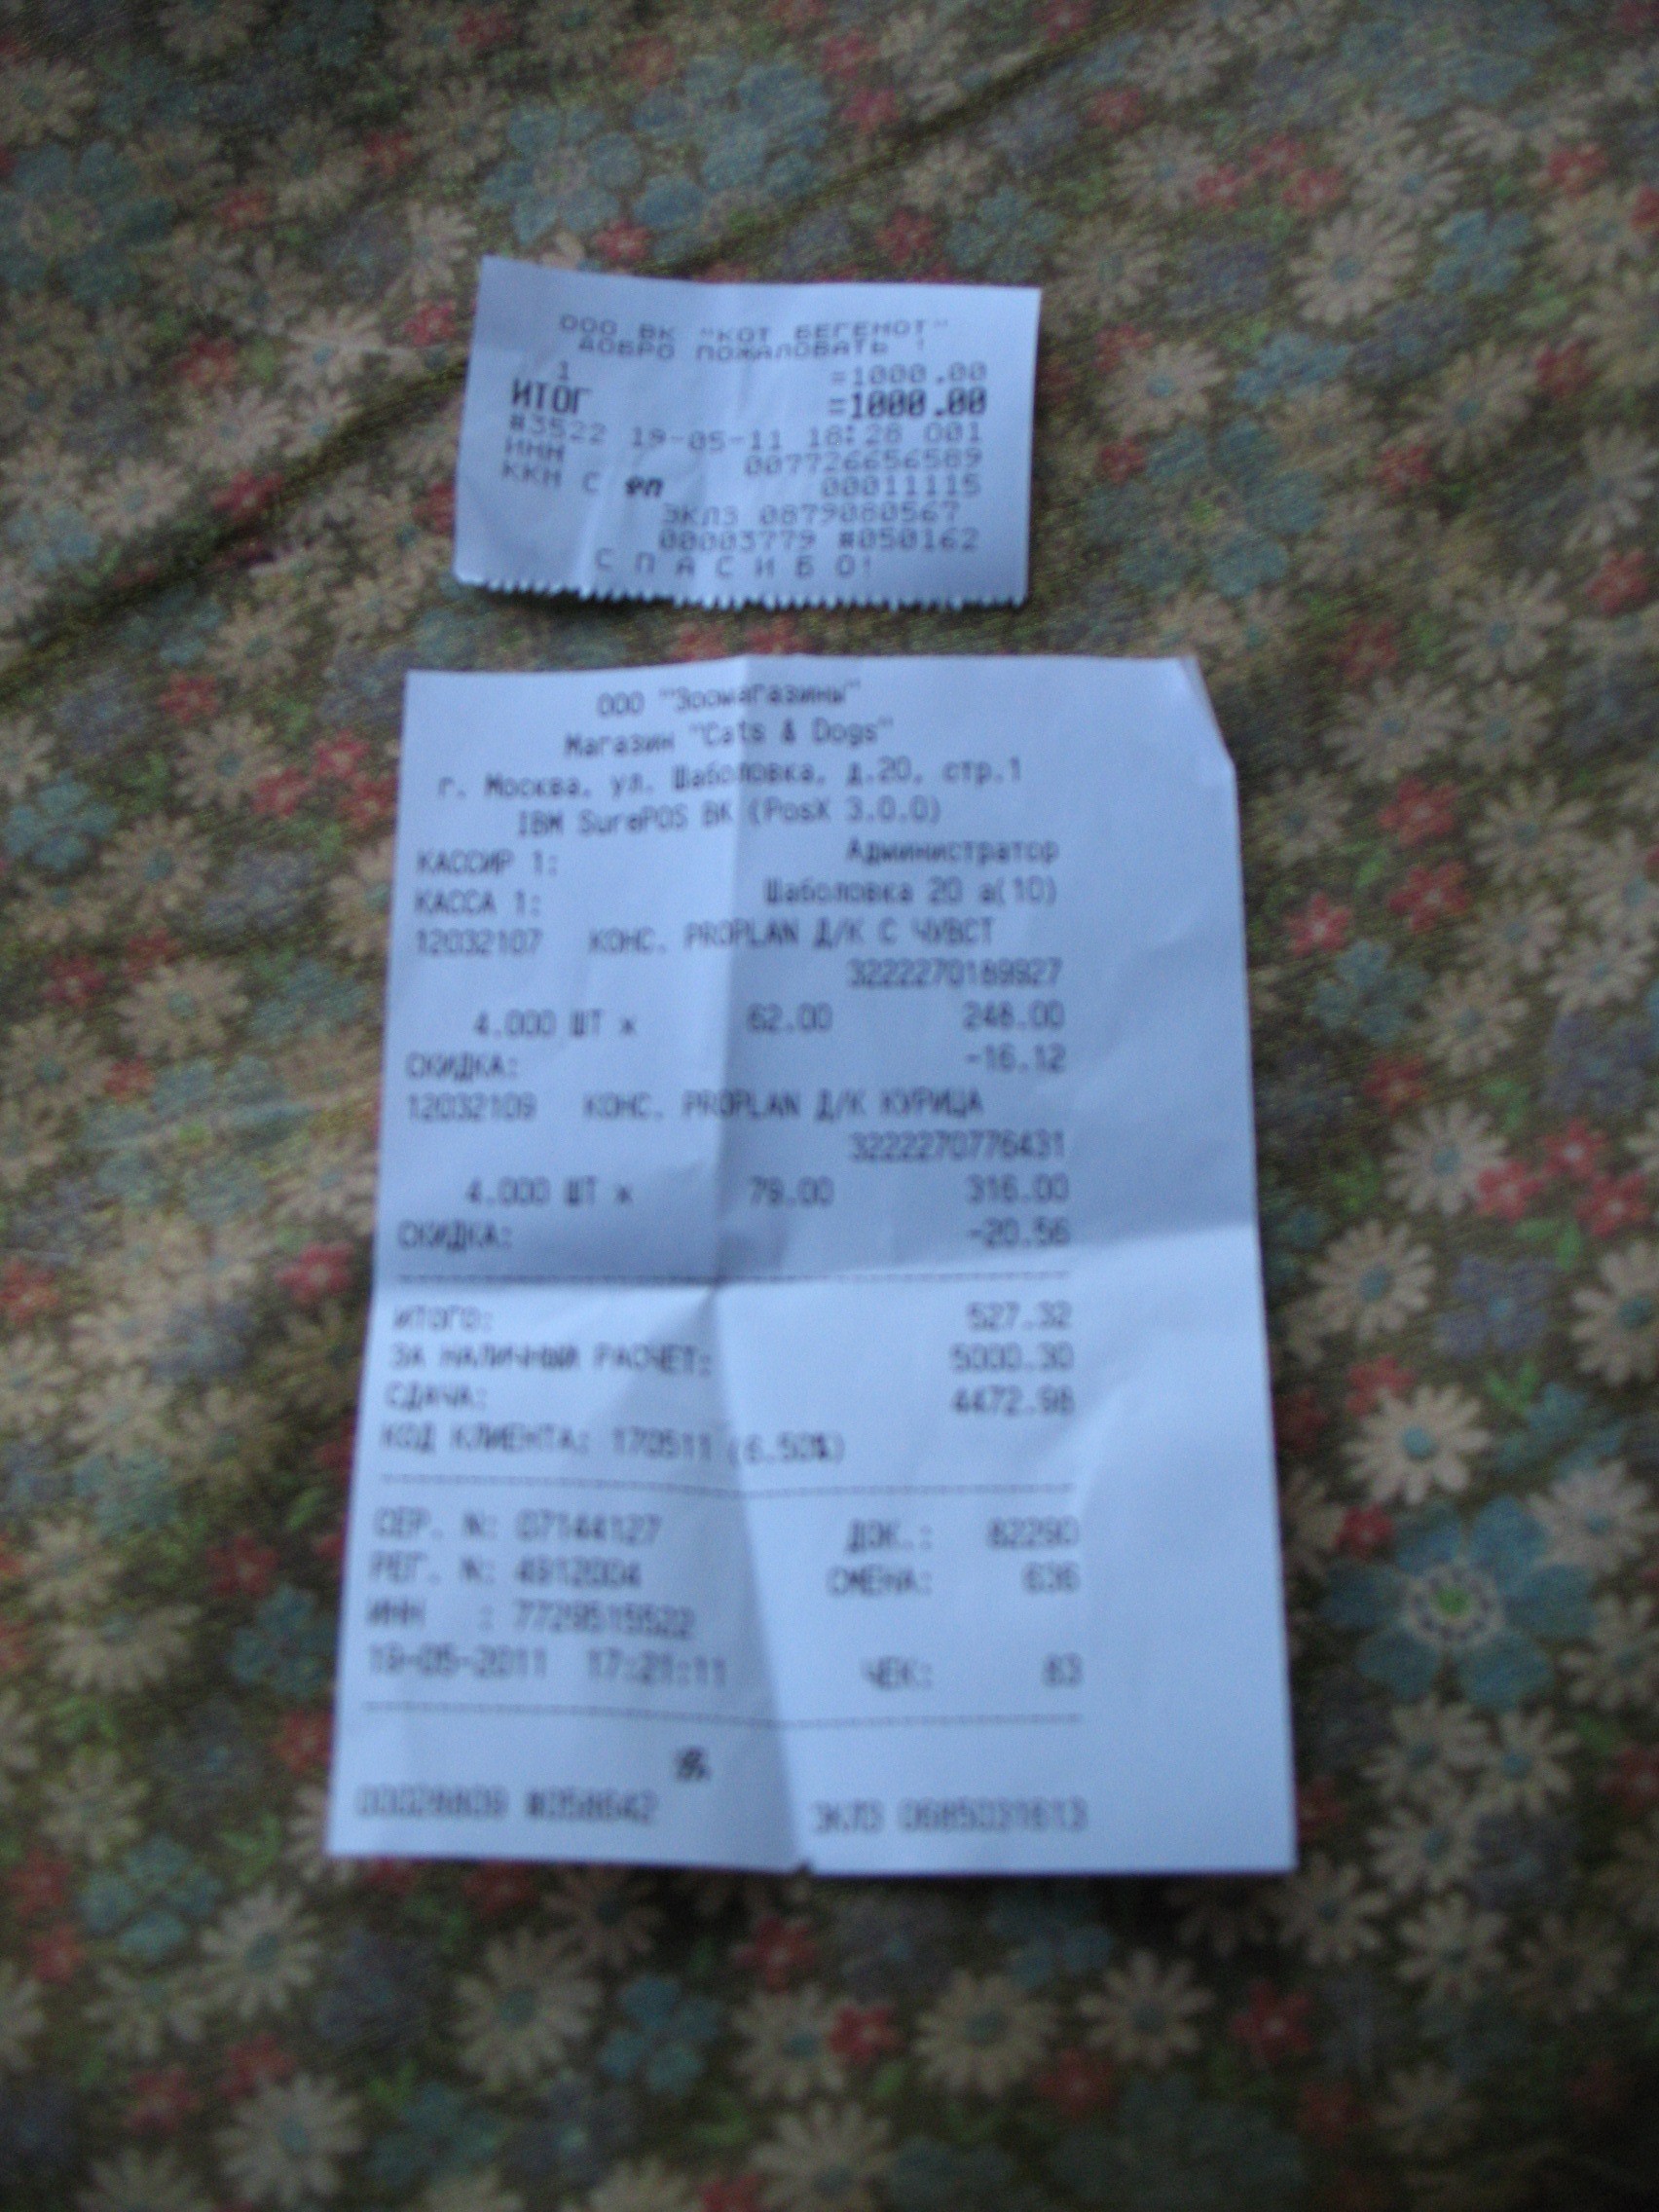 ООО ВК "КОТ БЕГЕМОТ"
ДОБРО ПОЖАЛОВАТЬ !
1 =1000.00
ИТОГ =1000.00
#3522 19-05-11 18:28 001
ИНН 007726656589
ККМ С ФП 00011115
ЭКЛЗ 0879080567
00003779 #050162
С П А С И Б О!
ООО "Зоомагазины"
Магазин "Cats & Dogs"
г. Москва, ул. Шаболовка, д.20, стр.1
IBM SurePOS ВК (PosX 3.0.0)
КАССИР 1: Администратор
КАССА 1: Шаболовка 20 а(10)
12032107 КОНС. PROPLAN Д/К С ЧУВСТ
3222270189927
4.000 ШТ х 62.00 248.00
СКИДКА: -16.12
12032109 КОНС. PROPLAN Д/К КУРИЦА
3222270776431
4.000 ШТ х 79.00 316.00
СКИДКА: -20.56
ИТОГО: 527.32
ЗА НАЛИЧНЫЙ РАСЧЕТ: 5000.30
СДАЧА: 4472.98
КОД КЛИЕНТА: 170511 (6.50%)
СЕР. N: 07144127 ДОК.: 82290
РЕГ. N: 4912004 СМЕНА: 636
ИНН : 7729515522
19-05-2011 17:21:11 ЧЕК: 83
#058642 ЭКЛЗ 0685031613